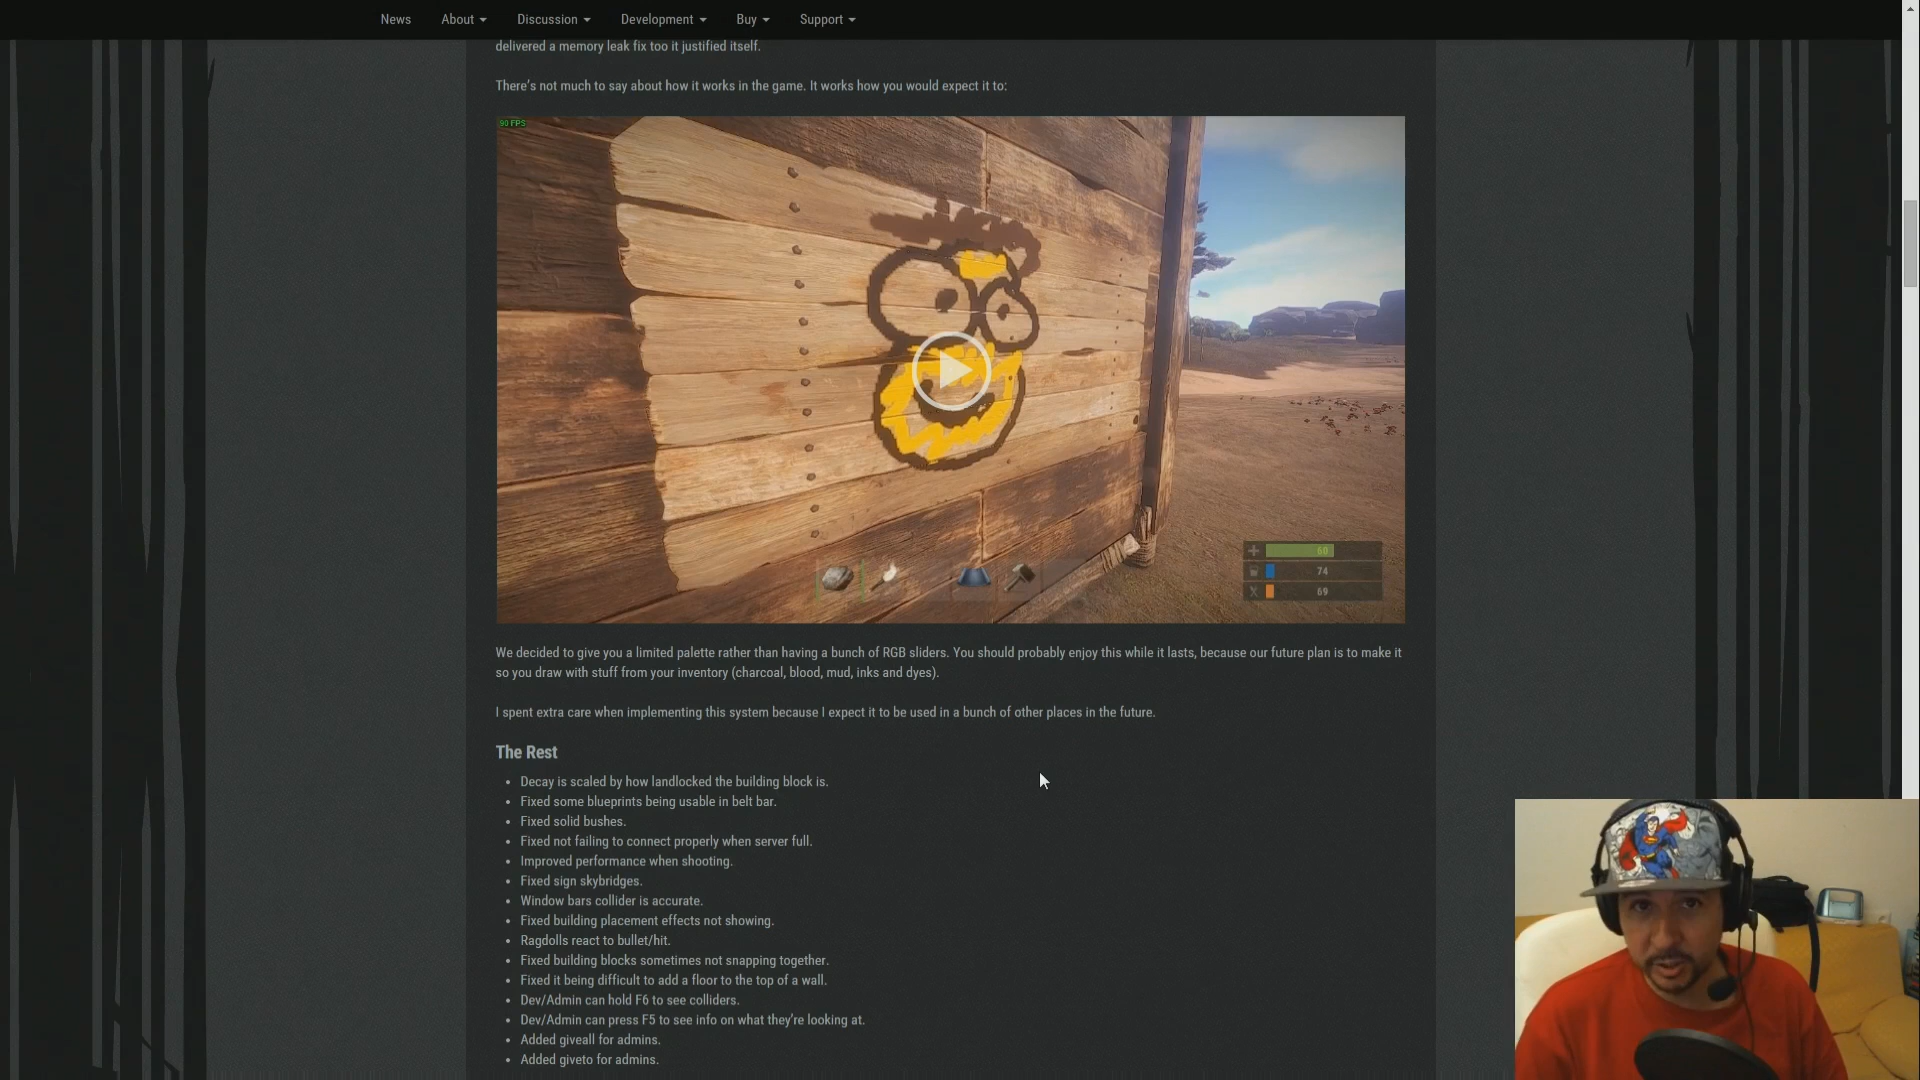 News About Discussion Development Buy Support
delivered a memory leak fix too it justified itself.
There's not much to say about how it works in the game. It works how you would expect it to:
90 FPS
60
74
69
We decided to give you a limited palette rather than having a bunch of RGB sliders. You should probably enjoy this while it lasts, because our future plan is to make it
so you draw with stuff from your inventory (charcoal, blood, mud, inks and dyes).
I spent extra care when implementing this system because I expect it to be used in a bunch of other places in the future.
The Rest
• Decay is scaled by how landlocked the building block is.
• Fixed some blueprints being usable in belt bar.
• Fixed solid bushes.
• Fixed not failing to connect properly when server full.
• Improved performance when shooting.
• Fixed sign skybridges.
• Window bars collider is accurate.
• Fixed building placement effects not showing.
• Ragdolls react to bullet/hit.
• Fixed building blocks sometimes not snapping together.
• Fixed it being difficult to add a floor to the top of a wall.
• Dev/Admin can hold F6 to see colliders.
• Dev/Admin can press F5 to see info on what they're looking at.
• Added giveall for admins.
• Added giveto for admins.